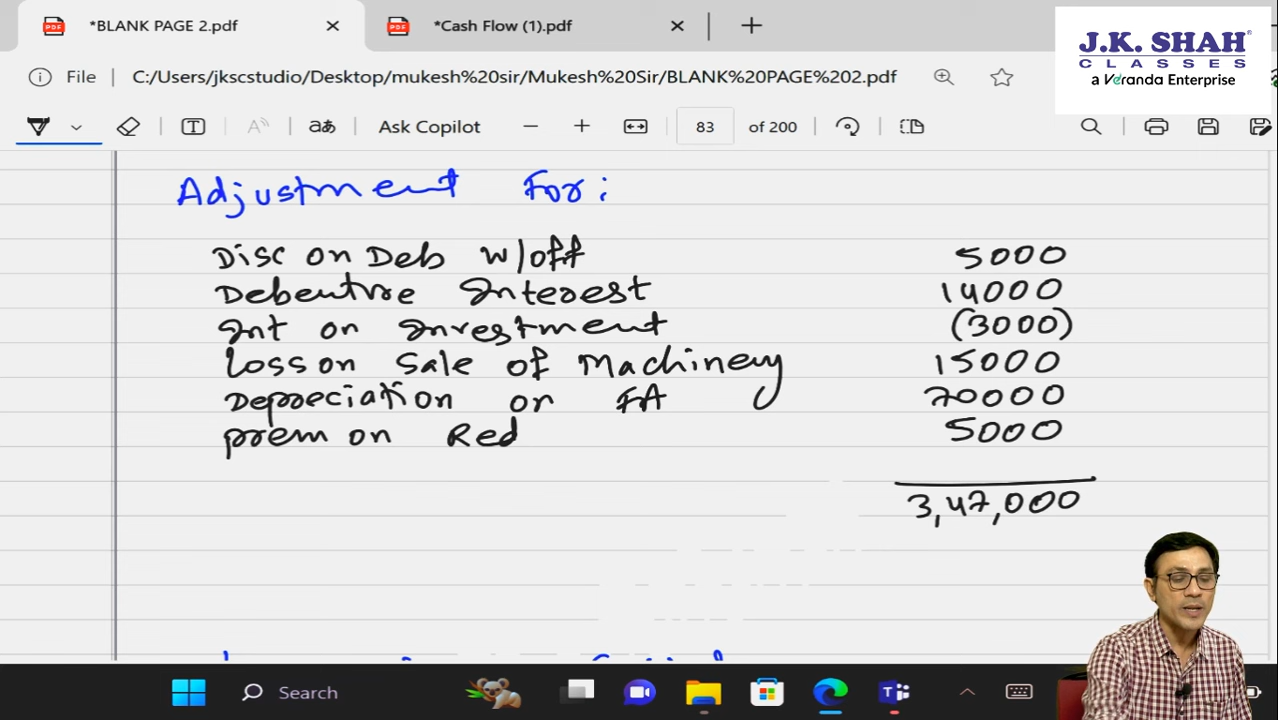 *BLANK PAGE 2.pdf
*Cash Flow (1).pdf
J.K. SHAH®
CLASSES
a Veranda Enterprise
File C:/Users/jkscstudio/Desktop/mukesh%20sir/Mukesh%20Sir/BLANK%20PAGE%202.pdf
Ask Copilot 83 of 200
Adjustment For:
Disc on Deb w/off 5000
Debenture Interest 14000
Int on Investment (3000)
Loss on Sale of Machinery 15000
Depreciation on FA 70000
Prem on Red 5000
3,47,000
Search